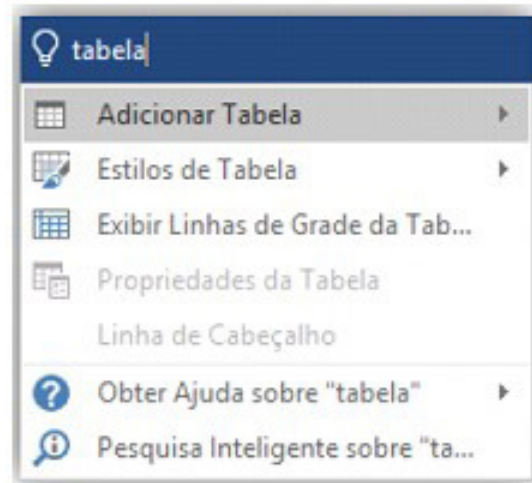 tabela
Adicionar Tabela
Estilos de Tabela
Exibir Linhas de Grade da Tab...
Propriedades da Tabela
Linha de Cabeçalho
Obter Ajuda sobre "tabela"
Pesquisa Inteligente sobre "ta...